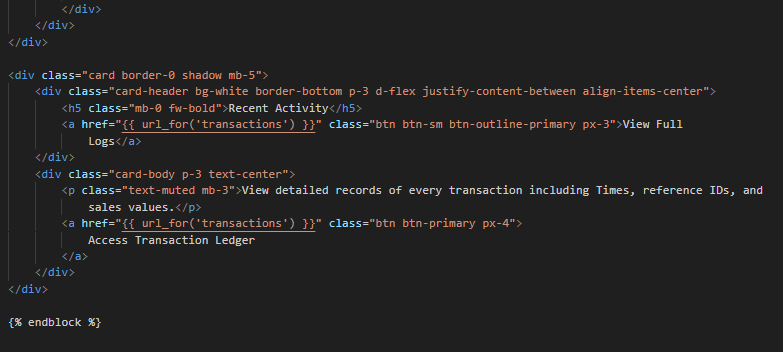 </div>
    </div>
</div>

<div class="card border-0 shadow mb-5">
    <div class="card-header bg-white border-bottom p-3 d-flex justify-content-between align-items-center">
        <h5 class="mb-0 fw-bold">Recent Activity</h5>
        <a href="{{ url_for('transactions') }}" class="btn btn-sm btn-outline-primary px-3">View Full
            Logs</a>
    </div>
    <div class="card-body p-3 text-center">
        <p class="text-muted mb-3">View detailed records of every transaction including Times, reference IDs, and
            sales values.</p>
        <a href="{{ url_for('transactions') }}" class="btn btn-primary px-4">
            Access Transaction Ledger
        </a>
    </div>
</div>

{% endblock %}